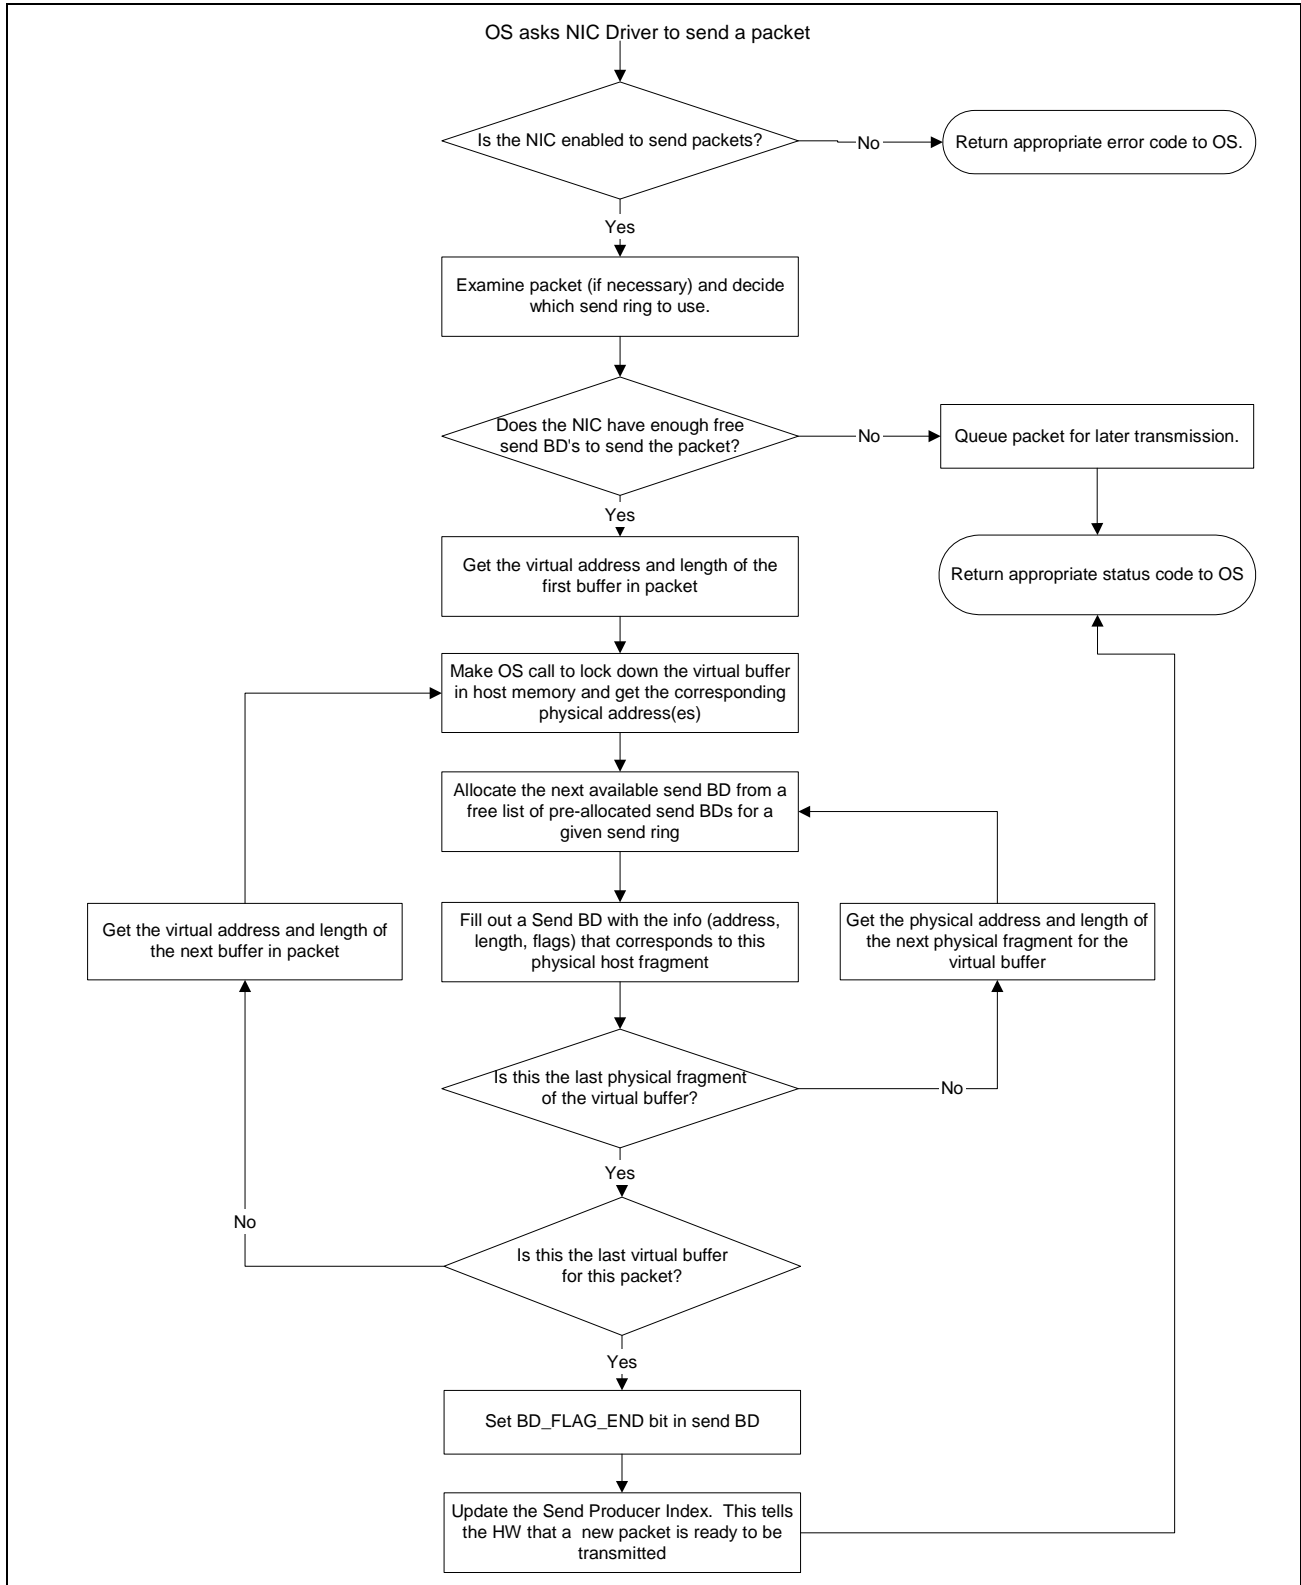 OS asks NIC Driver to send a packet
Is the NIC enabled to send packets?
No
Return appropriate error code to OS.
Yes
Examine packet (if necessary) and decide
which send ring to use.
Does the NIC have enough free
send BD's to send the packet?
No
Queue packet for later transmission.
Yes
Get the virtual address and length of the
first buffer in packet
Return appropriate status code to OS
Make OS call to lock down the virtual buffer
in host memory and get the corresponding
physical address(es)
Allocate the next available send BD from a
free list of pre-allocated send BDs for a
given send ring
Get the virtual address and length of
the next buffer in packet
Fill out a Send BD with the info (address,
length, flags) that corresponds to this
physical host fragment
Get the physical address and length of
the next physical fragment for the
virtual buffer
Is this the last physical fragment
of the virtual buffer?
No
Yes
No
Is this the last virtual buffer
for this packet?
Yes
Set BD_FLAG_END bit in send BD
Update the Send Producer Index.  This tells
the HW that a  new packet is ready to be
transmitted